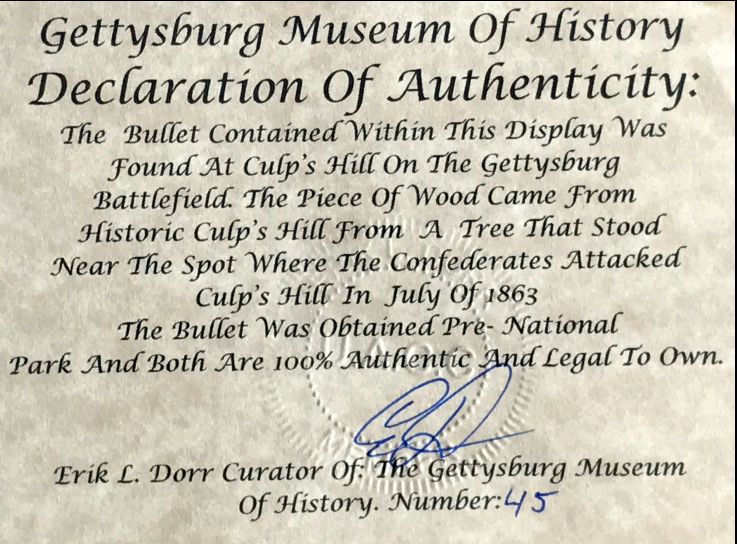 Gettysburg Museum Of History
Declaration Of Authenticity:
The Bullet Contained Within This Display Was
Found At Culp's Hill On The Gettysburg
Battlefield. The Piece Of Wood Came From
Historic Culp's Hill From A Tree That Stood
Near The Spot Where The Confederates Attacked
Culp's Hill In July Of 1863
The Bullet Was Obtained Pre- National
Park And Both Are 100% Authentic And Legal To Own.
Erik L. Dorr Curator Of: The Gettysburg Museum
Of History. Number: 45